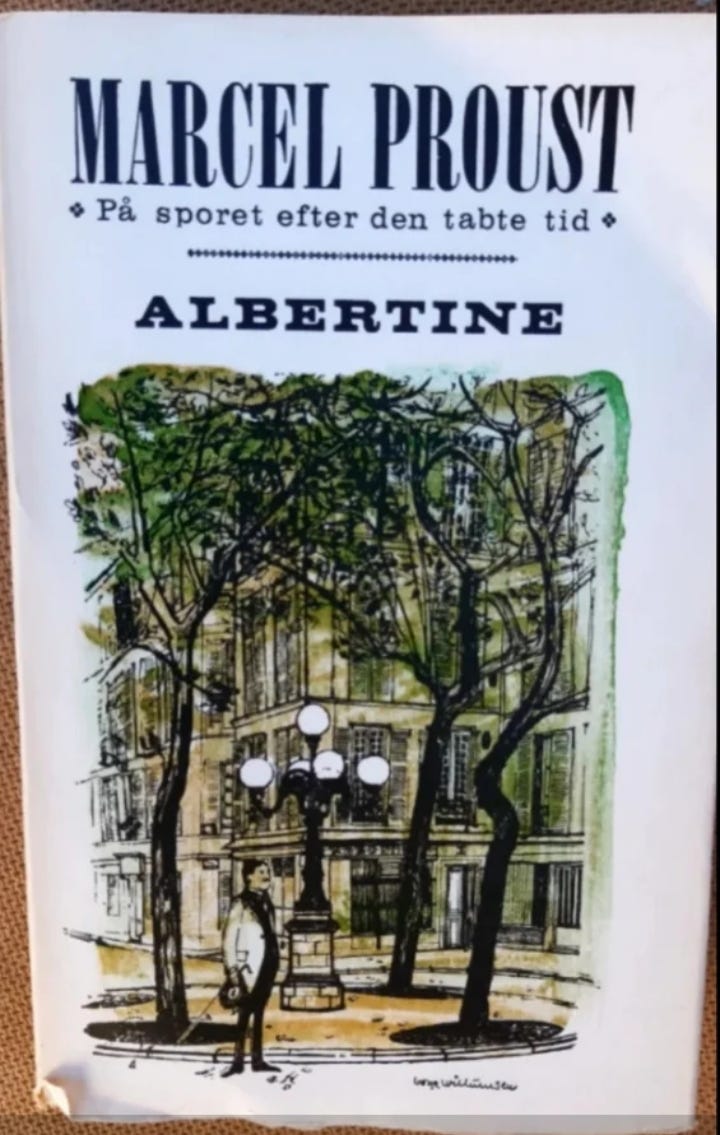 MARCEL PROUST
På sporet efter den tabte tid
ALBERTINE